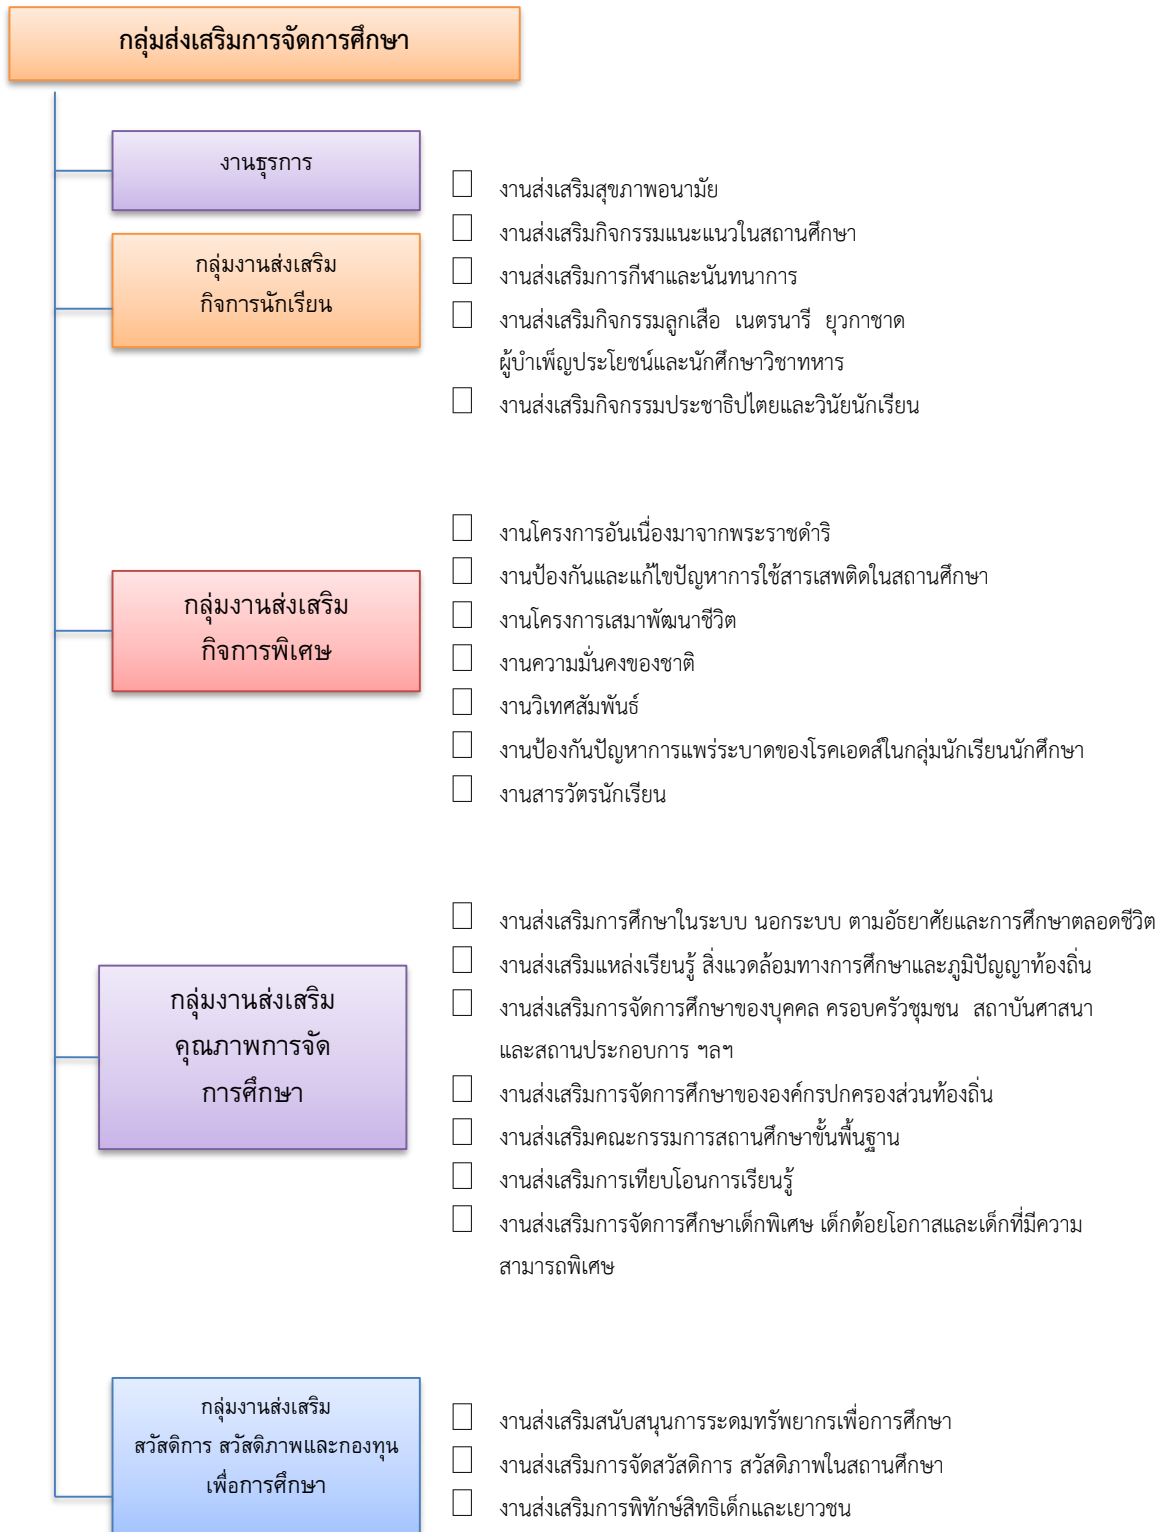 กลุ่มส่งเสริมการจัดการศึกษา
งานธุรการ
กลุ่มงานส่งเสริม
กิจการนักเรียน
งานส่งเสริมสุขภาพอนามัย
งานส่งเสริมกิจกรรมแนะแนวในสถานศึกษา
งานส่งเสริมการกีฬาและนันทนาการ
งานส่งเสริมกิจกรรมลูกเสือ เนตรนารี ยุวกาชาด
ผู้บำเพ็ญประโยชน์และนักศึกษาวิชาทหาร
งานส่งเสริมกิจกรรมประชาธิปไตยและวินัยนักเรียน
กลุ่มงานส่งเสริม
กิจการพิเศษ
งานโครงการอันเนื่องมาจากพระราชดำริ
งานป้องกันและแก้ไขปัญหาการใช้สารเสพติดในสถานศึกษา
งานโครงการเสมาพัฒนาชีวิต
งานความมั่นคงของชาติ
งานวิเทศสัมพันธ์
งานป้องกันปัญหาการแพร่ระบาดของโรคเอดส์ในกลุ่มนักเรียนนักศึกษา
งานสารวัตรนักเรียน
กลุ่มงานส่งเสริม
คุณภาพการจัด
การศึกษา
งานส่งเสริมการศึกษาในระบบ นอกระบบ ตามอัธยาศัยและการศึกษาตลอดชีวิต
งานส่งเสริมแหล่งเรียนรู้ สิ่งแวดล้อมทางการศึกษาและภูมิปัญญาท้องถิ่น
งานส่งเสริมการจัดการศึกษาของบุคคล ครอบครัวชุมชน สถาบันศาสนา
และสถานประกอบการ ฯลฯ
งานส่งเสริมการจัดการศึกษาขององค์กรปกครองส่วนท้องถิ่น
งานส่งเสริมคณะกรรมการสถานศึกษาขั้นพื้นฐาน
งานส่งเสริมการเทียบโอนการเรียนรู้
งานส่งเสริมการจัดการศึกษาเด็กพิเศษ เด็กด้อยโอกาสและเด็กที่มีความ
สามารถพิเศษ
กลุ่มงานส่งเสริม
สวัสดิการ สวัสดิภาพและกองทุน
เพื่อการศึกษา
งานส่งเสริมสนับสนุนการระดมทรัพยากรเพื่อการศึกษา
งานส่งเสริมการจัดสวัสดิการ สวัสดิภาพในสถานศึกษา
งานส่งเสริมการพิทักษ์สิทธิเด็กและเยาวชน